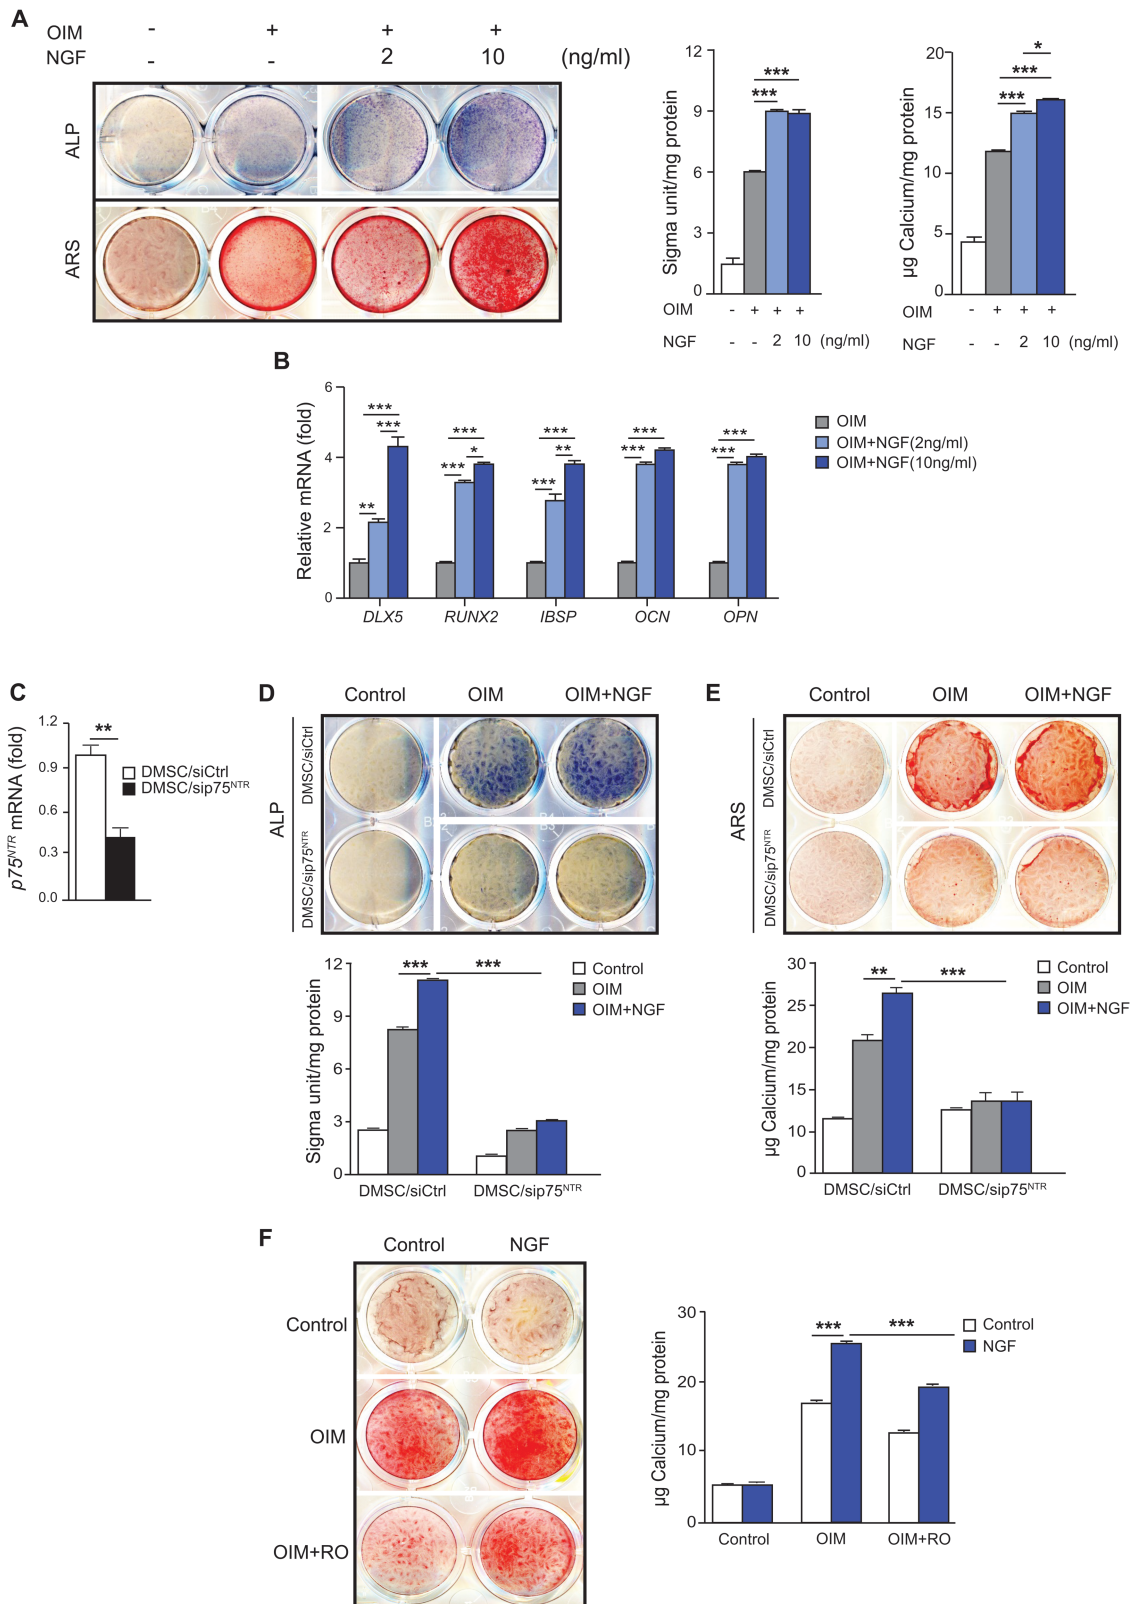 A
OIM - + + +
NGF - - 2 10 (ng/ml)
ALP
ARS
Sigma unit/mg protein
12
9
6
3
0
OIM - + + +
NGF - - 2 10 (ng/ml)
*** ***
µg Calcium/mg protein
20
15
10
5
0
OIM - + + +
NGF - - 2 10 (ng/ml)
* *** ***
B
Relative mRNA (fold)
6
4
2
0
*** *** **
*** * ***
*** ** ***
*** ***
*** ***
DLX5 RUNX2 IBSP OCN OPN
OIM
OIM+NGF(2ng/ml)
OIM+NGF(10ng/ml)
C
p75NTR mRNA (fold)
1.2
0.9
0.6
0.3
0.0
**
DMSC/siCtrl
DMSC/sip75NTR
D
Control OIM OIM+NGF
ALP
DMSC/siCtrl
DMSC/sip75NTR
Sigma unit/mg protein
12
9
6
3
0
*** ***
Control
OIM
OIM+NGF
DMSC/siCtrl DMSC/sip75NTR
E
Control OIM OIM+NGF
ARS
DMSC/siCtrl
DMSC/sip75NTR
µg Calcium/mg protein
30
25
20
15
10
0
** ***
Control
OIM
OIM+NGF
DMSC/siCtrl DMSC/sip75NTR
F
Control NGF
Control
OIM
OIM+RO
µg Calcium/mg protein
30
20
10
0
*** ***
Control
NGF
Control OIM OIM+RO